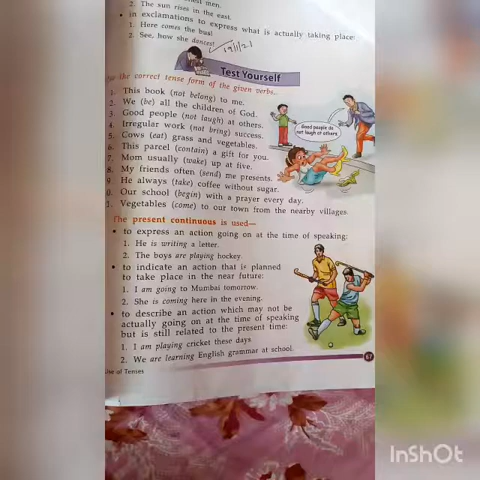 2. The sun rises in the east.
• in exclamations to express what is actually taking place:
1. Here comes the bus!
2. See, how she dances!
19/1/21
Test Yourself
the correct tense form of the given verbs.
1. This book (not belong) to me.
2. We (be) all the children of God.
3. Good people (not laugh) at others.
4. Irregular work (not bring) success.
5. Cows (eat) grass and vegetables.
6. This parcel (contain) a gift for you.
7. Mom usually (wake) up at five.
8. My friends often (send) me presents.
9. He always (take) coffee without sugar.
0. Our school (begin) with a prayer every day.
1. Vegetables (come) to our town from the nearby villages.
Good people do
not laugh at others
The present continuous is used—
• to express an action going on at the time of speaking:
1. He is writing a letter.
2. The boys are playing hockey.
• to indicate an action that is planned
to take place in the near future:
1. I am going to Mumbai tomorrow.
2. She is coming here in the evening.
• to describe an action which may not be
actually going on at the time of speaking
but is still related to the present time:
1. I am playing cricket these days.
2. We are learning English grammar at school.
67
Use of Tenses
InShOt